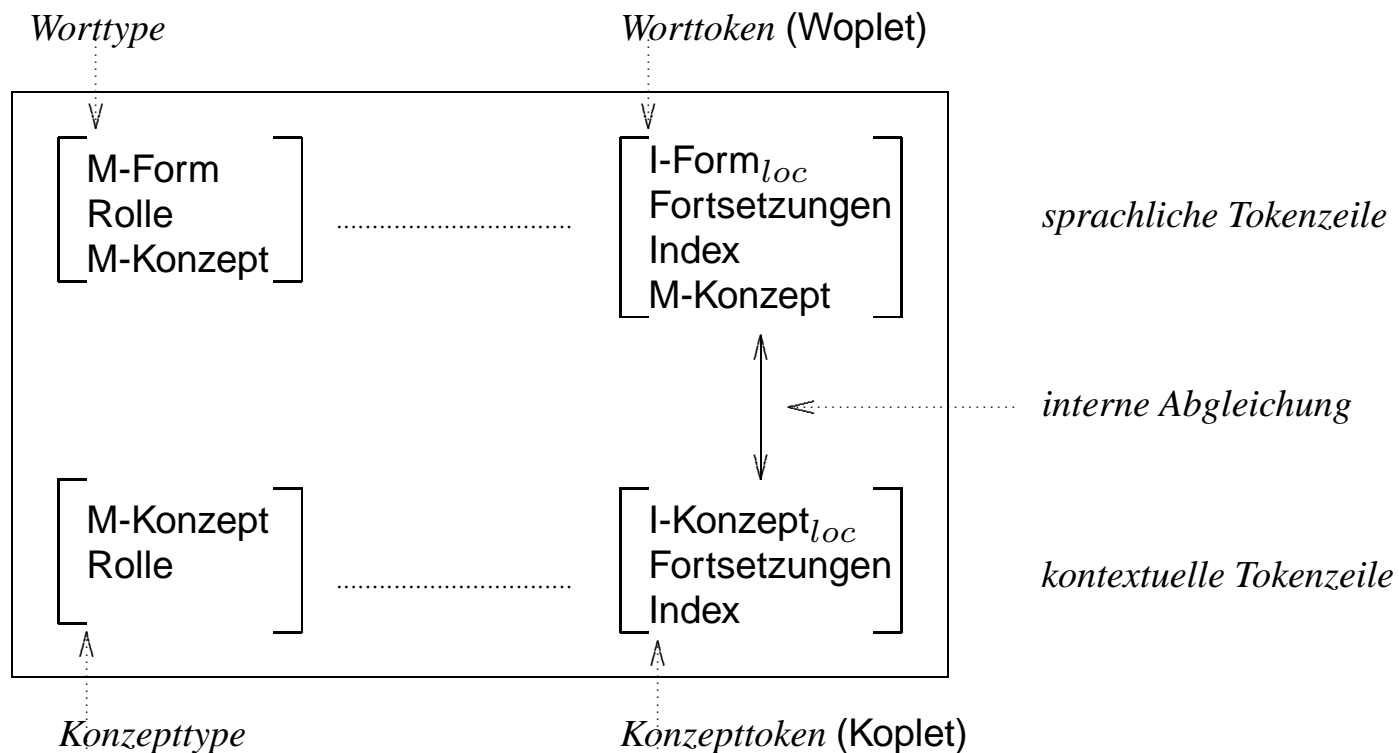 Worttype Worttoken (Woplet)
M-Form
Rolle
M-Konzept
I-Form_loc
Fortsetzungen
Index
M-Konzept
sprachliche Tokenzeile
interne Abgleichung
M-Konzept
Rolle
I-Konzept_loc
Fortsetzungen
Index
kontextuelle Tokenzeile
Konzepttype Konzepttoken (Koplet)